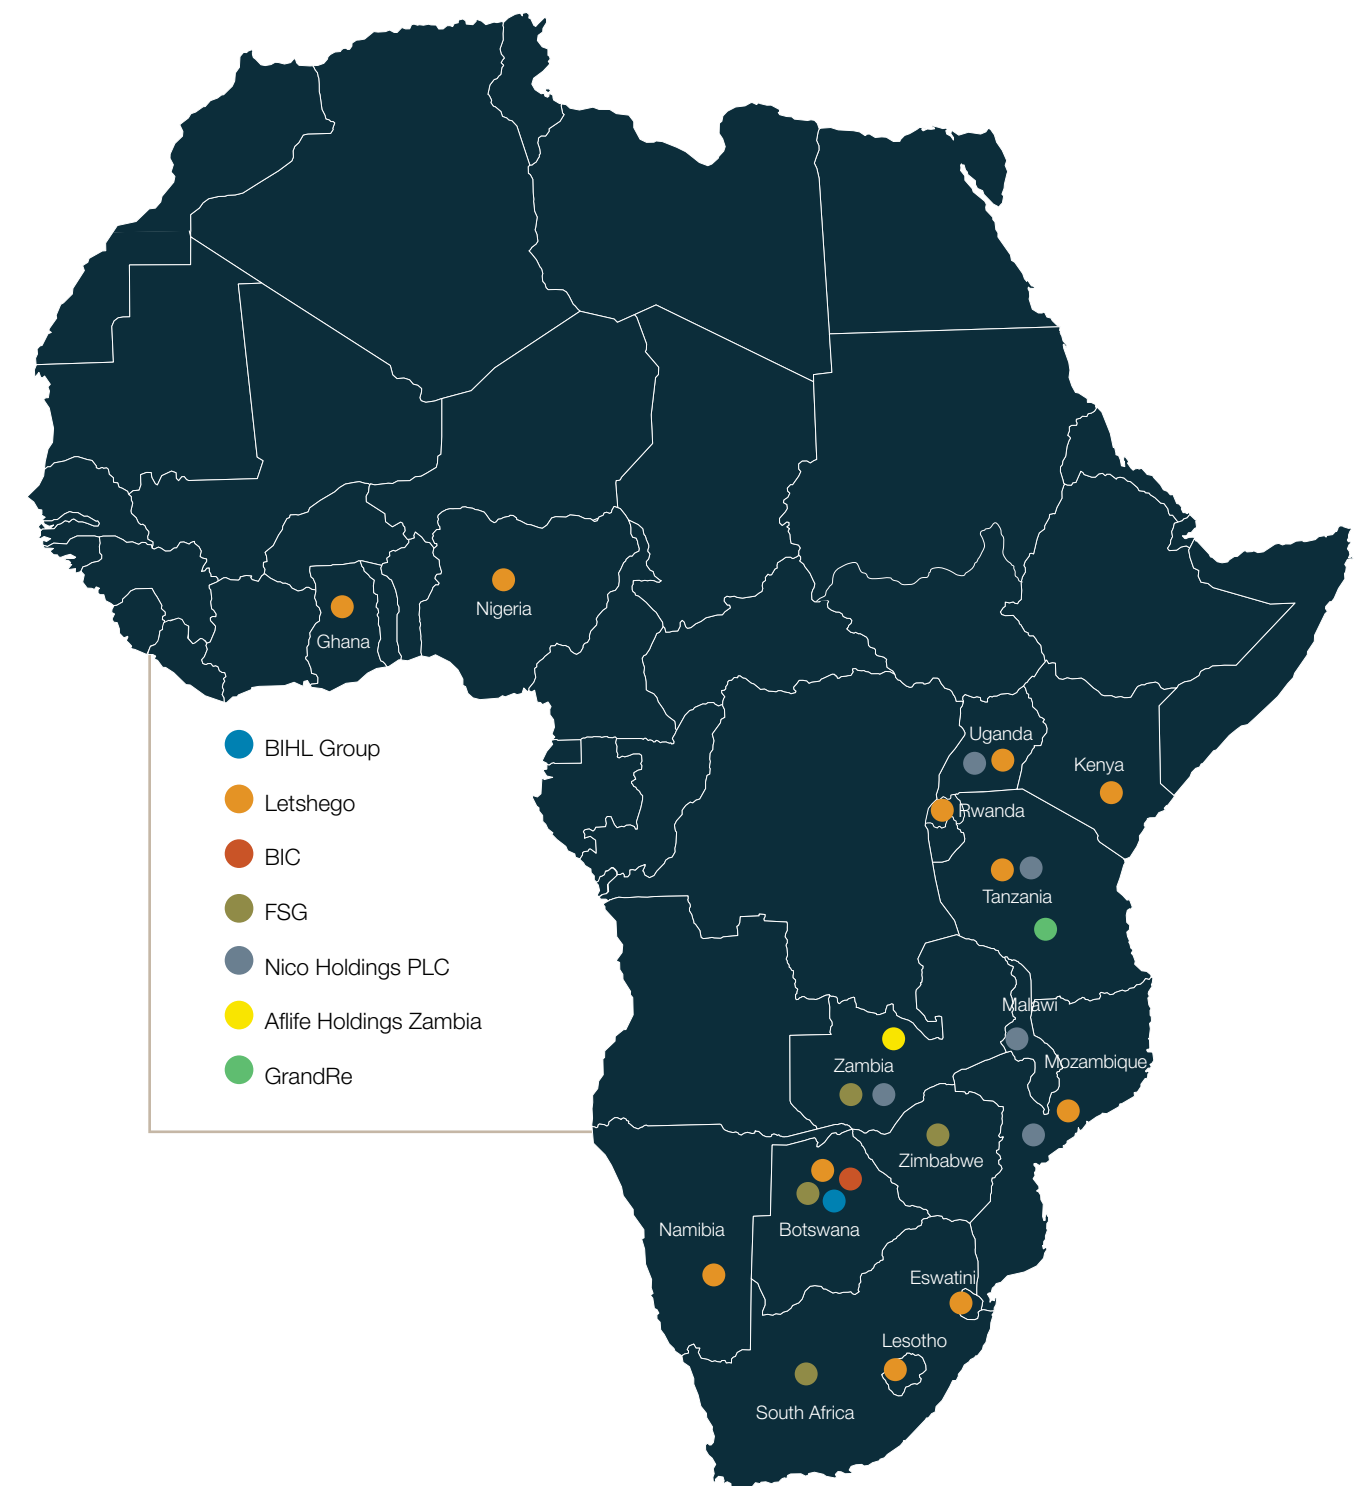 Nigeria
Ghana
Uganda
BIHL Group
Kenya
Letshego
Rwanda
BIC
Tanzania
FSG
Nico Holdings PLC
Malawi
Aflife Holdings Zambia
Mozambique
Zambia
GrandRe
Zimbabwe
Namibia
Botswana
Eswatini
Lesotho
South Africa